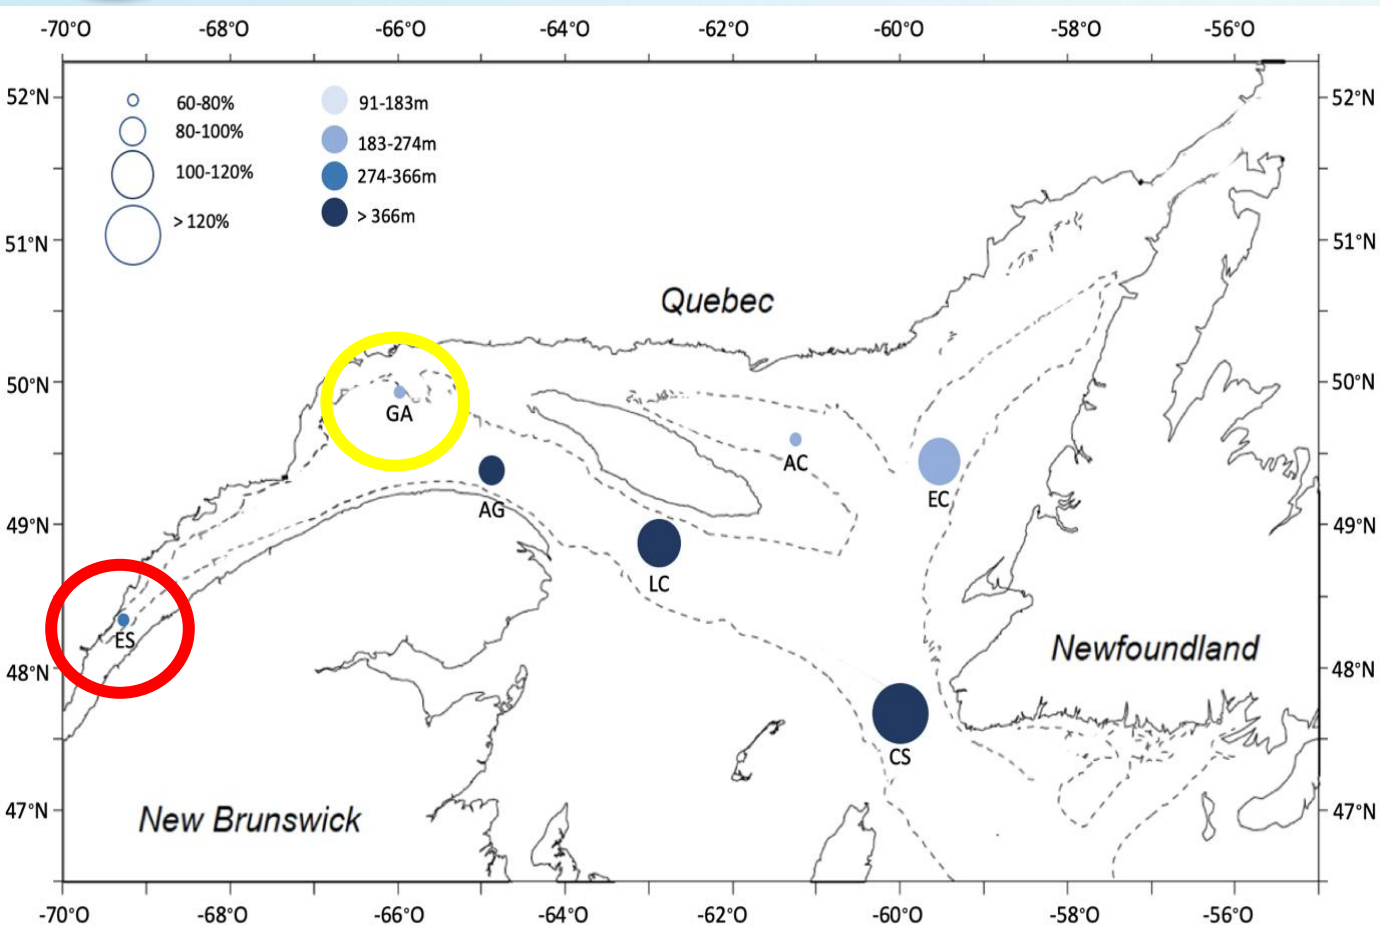 -70°O -68°O -66°O -64°O -62°O -60°O -58°O -56°O
52°N 52°N
60-80% 91-183m
80-100% 183-274m
100-120% 274-366m
> 120% > 366m
51°N 51°N
Quebec
50°N 50°N
GA
AC
EC
AG
49°N 49°N
LC
ES
Newfoundland
48°N 48°N
CS
New Brunswick
47°N 47°N
-70°O -68°O -66°O -64°O -62°O -60°O -58°O -56°O